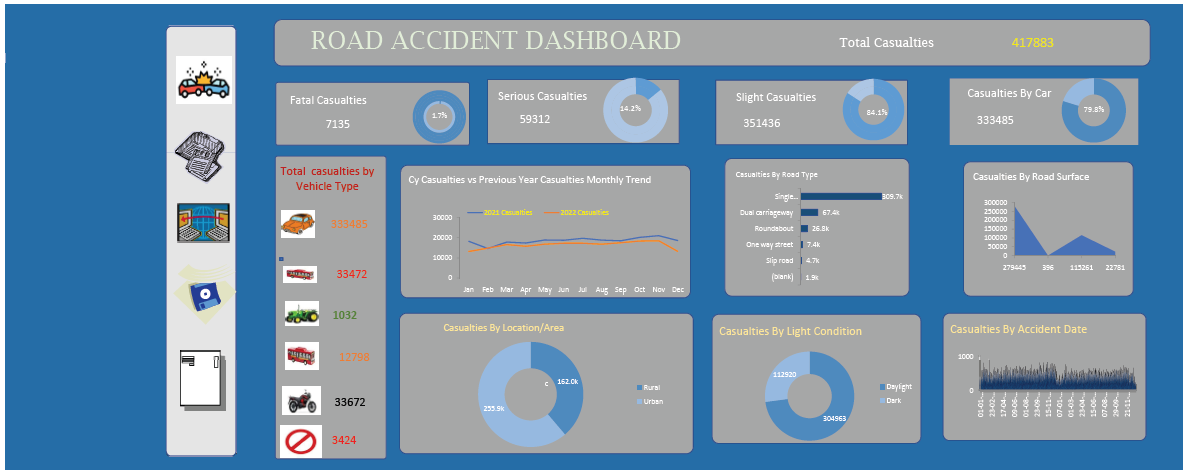 ROAD ACCIDENT DASHBOARD
Total Casualties
417883
Fatal Casualties
7135
1.7%
Serious Casualties
59312
14.2%
Slight Casualties
351436
84.1%
Casualties By Car
333485
79.8%
Total casualties by
Vehicle Type
333485
33472
1032
12798
33672
3424
Cy Casualties vs Previous Year Casualties Monthly Trend
2021 Casualties
2022 Casualties
30000
20000
10000
0
Jan Feb Mar Apr May Jun Jul Aug Sep Oct Nov Dec
Casualties By Road Type
Single... 309.7k
Dual carriageway 67.4k
Roundabout 26.8k
One way street 7.4k
Slip road 4.7k
(blank) 1.9k
Casualties By Road Surface
300000
250000
200000
150000
100000
50000
0
279445 396 115261 22781
Casualties By Location/Area
c
162.0k
255.9k
Rural
Urban
Casualties By Light Condition
112920
304963
Daylight
Dark
Casualties By Accident Date
1000
0
01-01-...
23-02-...
17-04-...
09-06-...
01-08-...
23-09-...
15-11-...
07-01-...
01-03-...
23-04-...
15-06-...
07-08-...
29-09-...
21-11-...